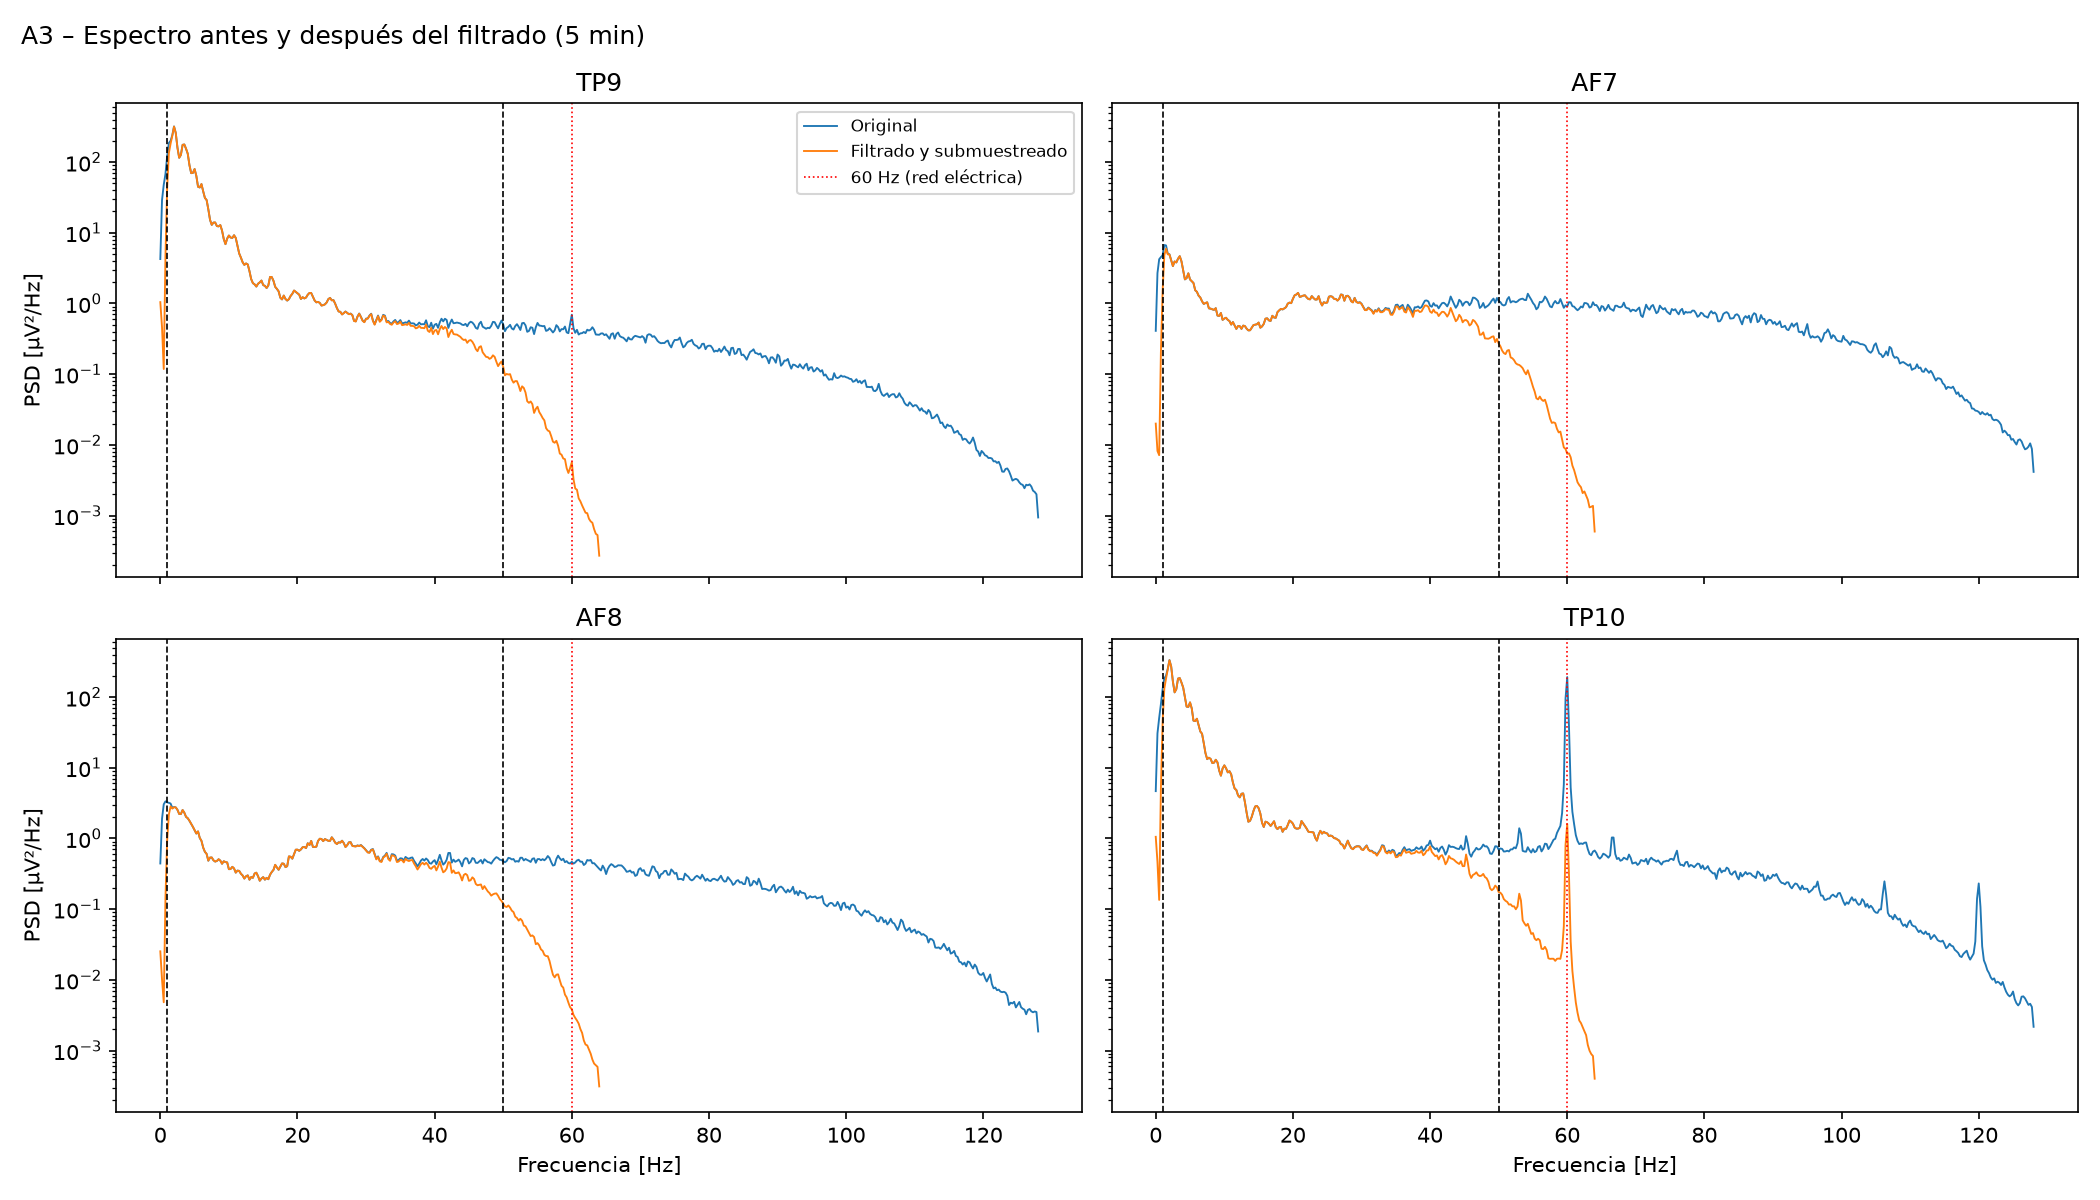 A3 – Espectro antes y después del filtrado (5 min)
TP9
AF7
Original
Filtrado y submuestreado
60 Hz (red eléctrica)
PSD [µV²/Hz]
10²
10¹
10⁰
10⁻¹
10⁻²
10⁻³
AF8
TP10
PSD [µV²/Hz]
10²
10¹
10⁰
10⁻¹
10⁻²
10⁻³
0 20 40 60 80 100 120
0 20 40 60 80 100 120
Frecuencia [Hz]
Frecuencia [Hz]